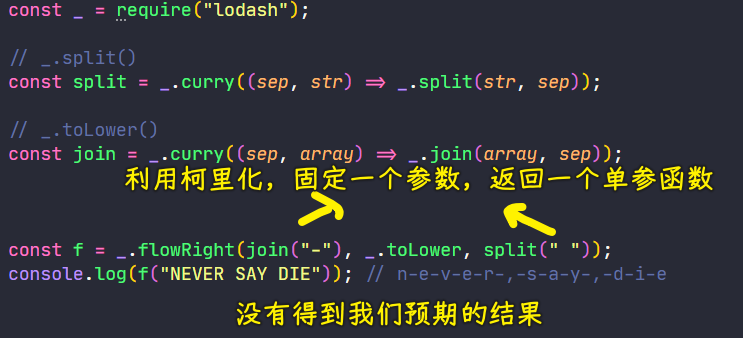 const _ = require("lodash");
// _.split()
const split = _.curry((sep, str) => _.split(str, sep));
// _.toLower()
const join = _.curry((sep, array) => _.join(array, sep));
利用柯里化，固定一个参数，返回一个单参函数
const f = _.flowRight(join("-"), _.toLower, split(" "));
console.log(f("NEVER SAY DIE")); // n-e-v-e-r-,-s-a-y-,-d-i-e
没有得到我们预期的结果